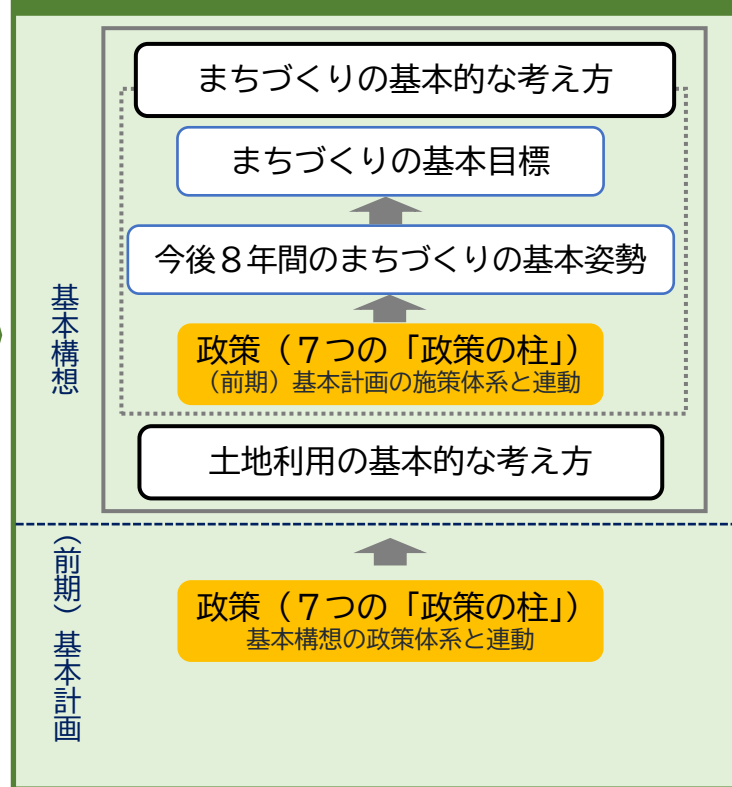 まちづくりの基本的な考え方
まちづくりの基本目標
今後８年間のまちづくりの基本姿勢
基本構想
政策（７つの「政策の柱」）
（前期）基本計画の施策体系と連動
土地利用の基本的な考え方
（前期）基本計画
政策（７つの「政策の柱」）
基本構想の政策体系と連動